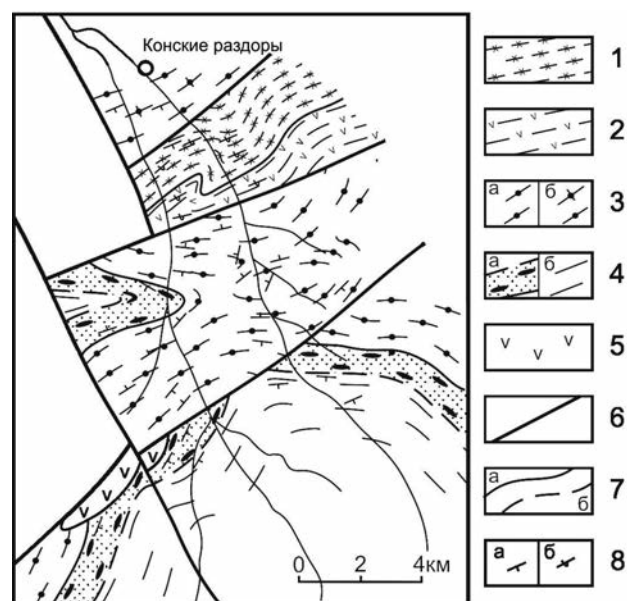 Конские раздоры
1
2
а б 3
а б 4
v v v 5
6
а б 7
а б 8
0 2 4км